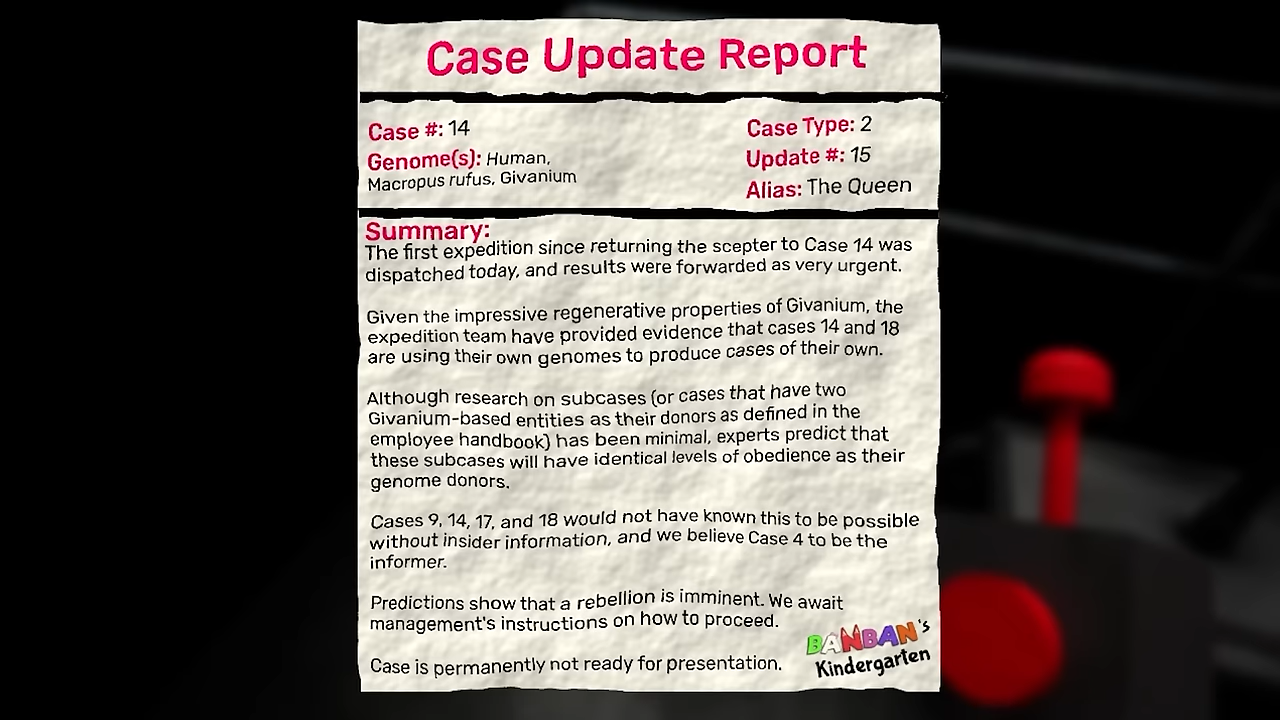 Case Update Report
Case #: 14
Genome(s): Human,
Macropus rufus, Givanium
Case Type: 2
Update #: 15
Alias: The Queen
Summary:
The first expedition since returning the scepter to Case 14 was
dispatched today, and results were forwarded as very urgent.
Given the impressive regenerative properties of Givanium, the
expedition team have provided evidence that cases 14 and 18
are using their own genomes to produce cases of their own.
Although research on subcases (or cases that have two
Givanium-based entities as their donors as defined in the
employee handbook) has been minimal, experts predict that
these subcases will have identical levels of obedience as their
genome donors.
Cases 9, 14, 17, and 18 would not have known this to be possible
without insider information, and we believe Case 4 to be the
informer.
Predictions show that a rebellion is imminent. We await
management's instructions on how to proceed.
Case is permanently not ready for presentation.
BANBAN's
Kindergarten